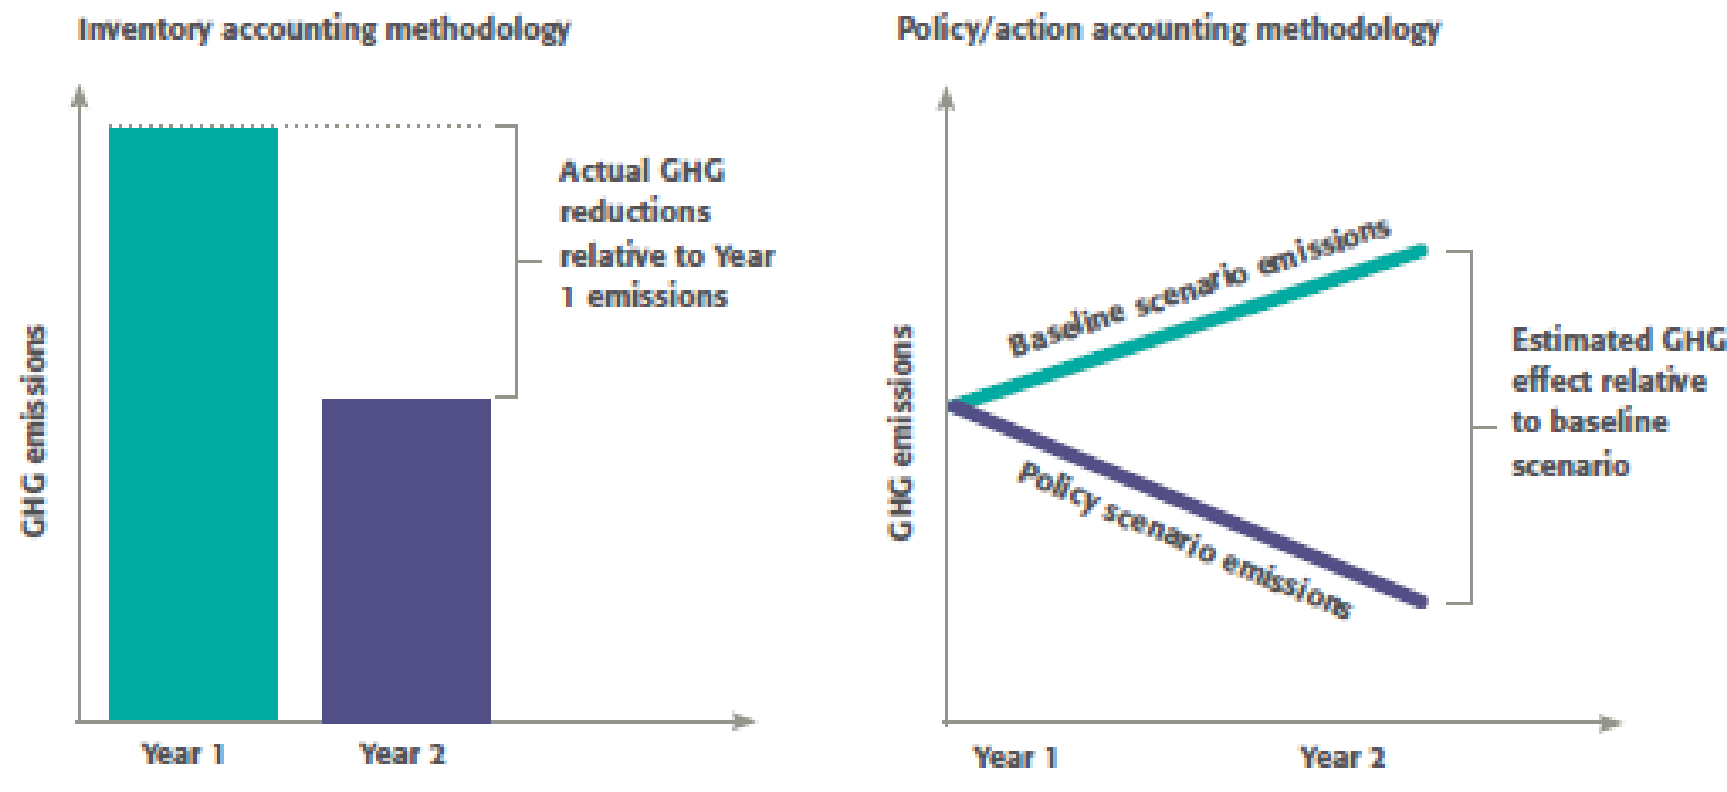 Inventory accounting methodology
GHG emissions
Actual GHG
reductions
relative to Year
1 emissions
Year 1
Year 2
Policy/action accounting methodology
GHG emissions
Baseline scenario emissions
Policy scenario emissions
Estimated GHG
effect relative
to baseline
scenario
Year 1
Year 2